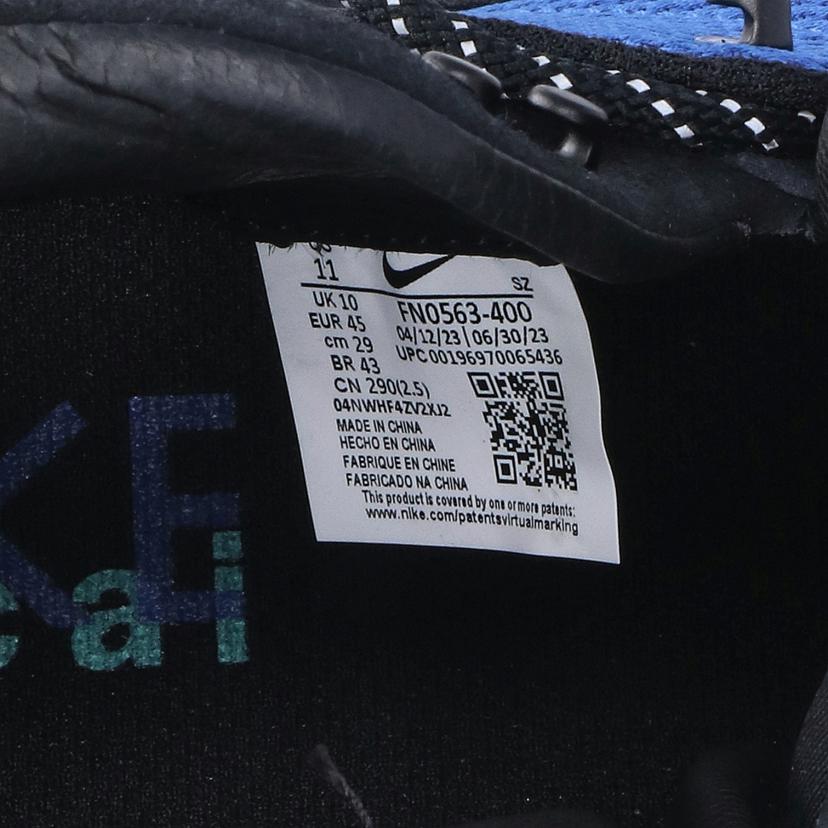 11
SZ
UK 10
FN0563-400
EUR 45
04/12/23 | 06/30/23
cm 29
UPC 00196970065436
BR 43
CN 290(2.5)
04NWHF4ZV2XJ2
MADE IN CHINA
HECHO EN CHINA
FABRIQUE EN CHINE
FABRICADO NA CHINA
This product is covered by one or more patents:
www.nike.com/patentsvirtualmarking
KE
cai